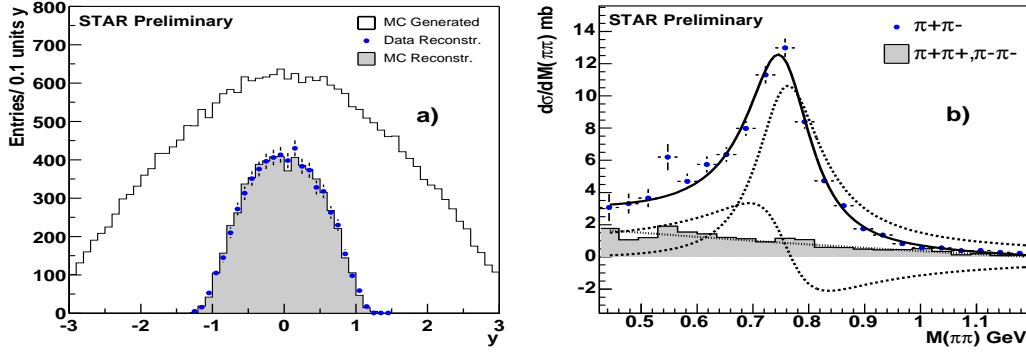 STAR Preliminary
MC Generated
Data Reconstr.
MC Reconstr.
a)
Entries/ 0.1 units y
800
700
600
500
400
300
200
100
0
-3 -2 -1 0 1 2 3
y
STAR Preliminary
π+π-
π+π+,π-π-
b)
dσ/dM(ππ) mb
14
12
10
8
6
4
2
0
-2
0.5 0.6 0.7 0.8 0.9 1 1.1
M(ππ) GeV